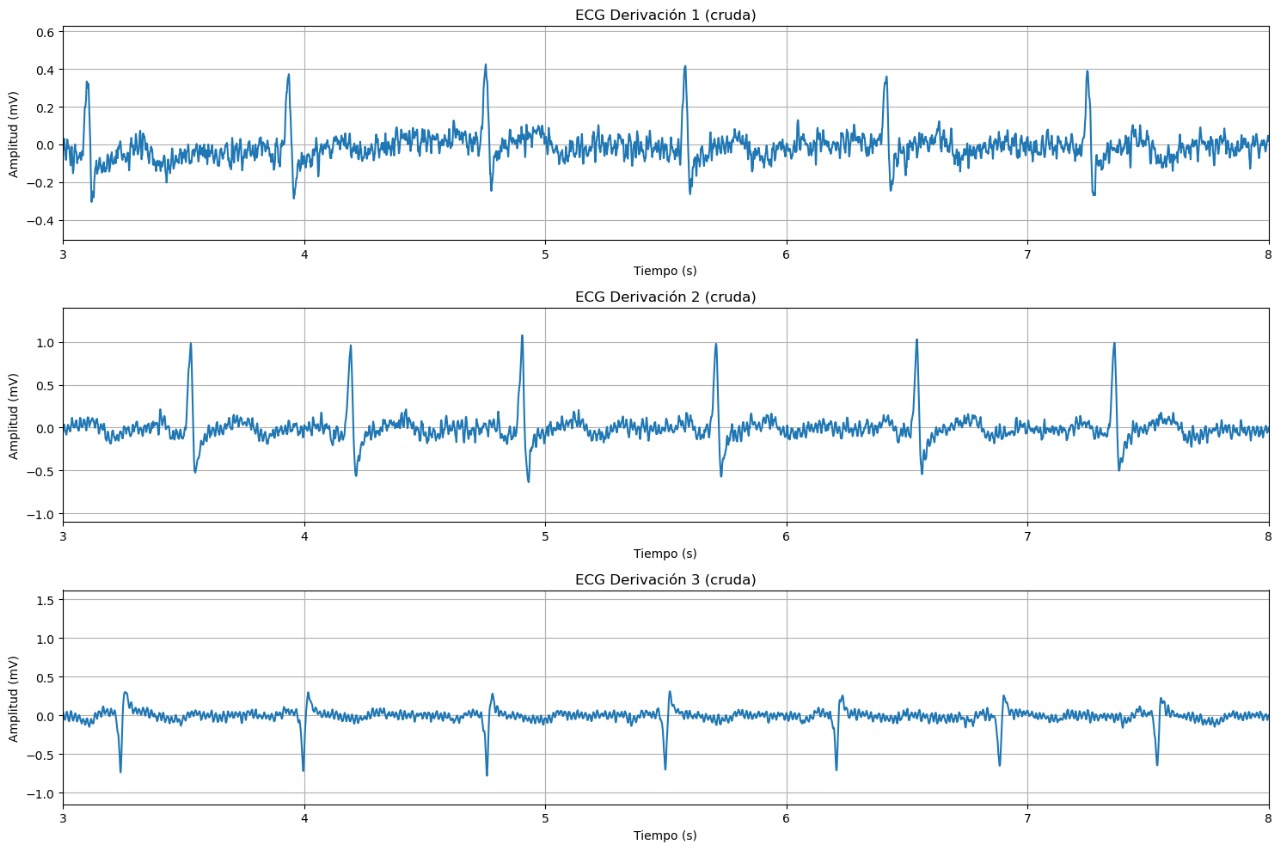 ECG Derivación 1 (cruda)
0.6
0.4
0.2
0.0
−0.2
−0.4
Amplitud (mV)
3 4 5 6 7 8
Tiempo (s)
ECG Derivación 2 (cruda)
1.0
0.5
0.0
−0.5
−1.0
Amplitud (mV)
3 4 5 6 7 8
Tiempo (s)
ECG Derivación 3 (cruda)
1.5
1.0
0.5
0.0
−0.5
−1.0
Amplitud (mV)
3 4 5 6 7 8
Tiempo (s)